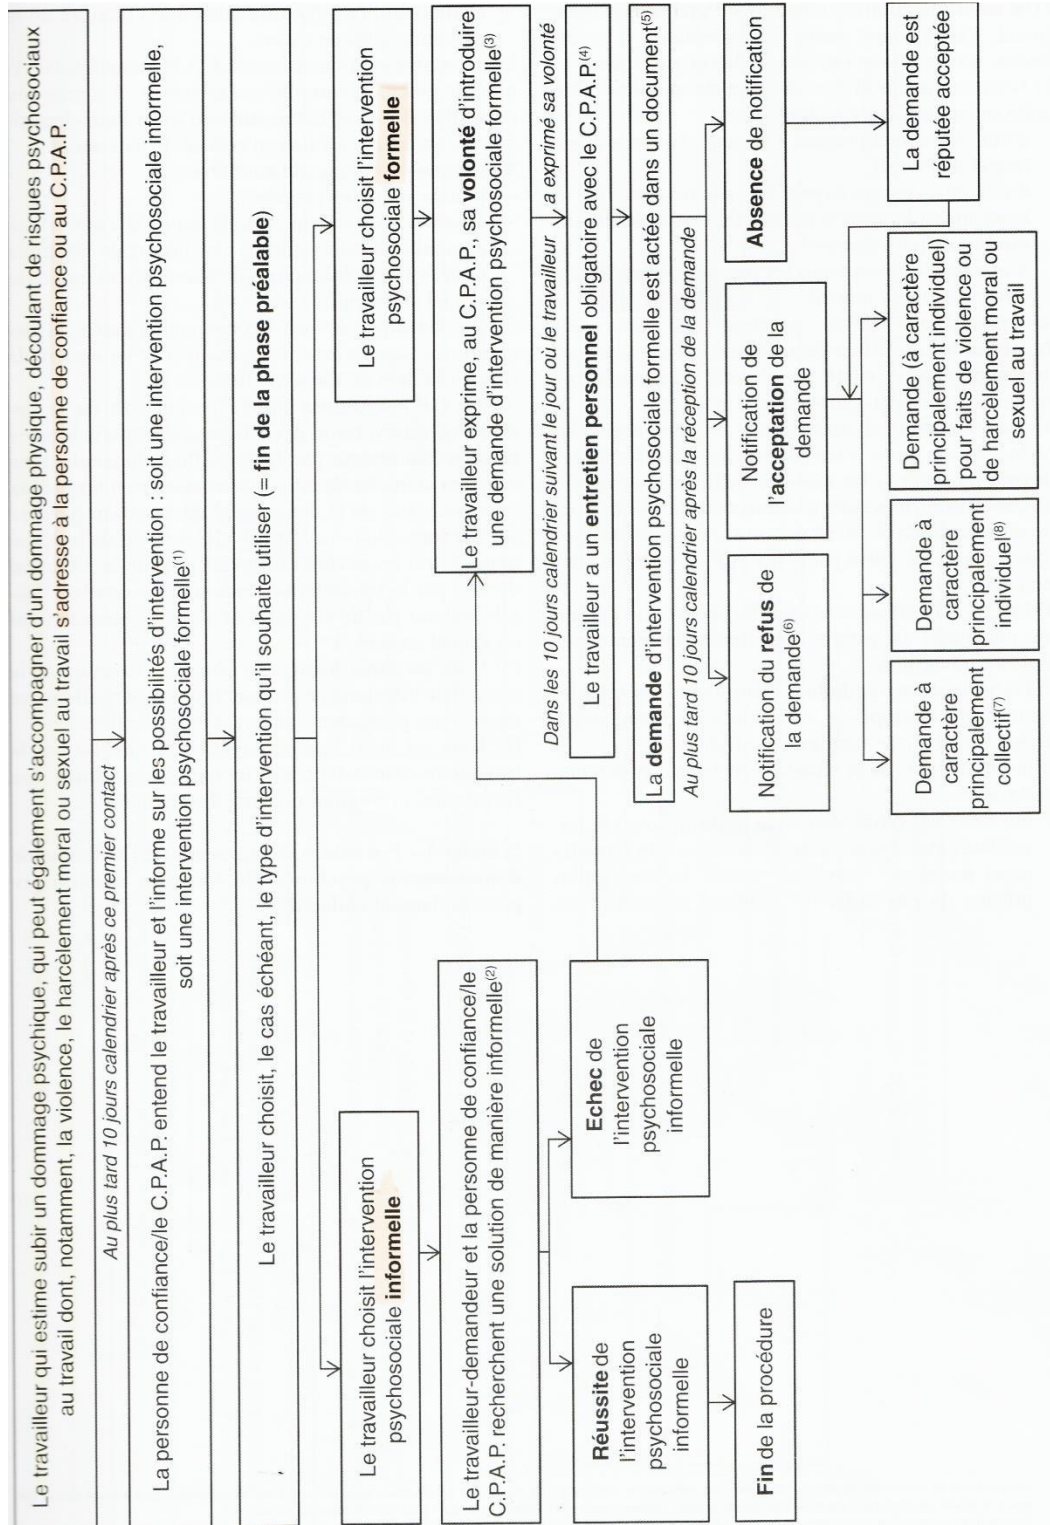 Le travailleur qui estime subir un dommage psychique, qui peut également s'accompagner d'un dommage physique, découlant de risques psychosociaux
au travail dont, notamment, la violence, le harcèlement moral ou sexuel au travail s'adresse à la personne de confiance ou au C.P.A.P.
Au plus tard 10 jours calendrier après ce premier contact
La personne de confiance/le C.P.A.P. entend le travailleur et l'informe sur les possibilités d'intervention : soit une intervention psychosociale informelle,
soit une intervention psychosociale formelle(1)
Le travailleur choisit, le cas échéant, le type d'intervention qu'il souhaite utiliser (= fin de la phase préalable)
Le travailleur choisit l'intervention
psychosociale informelle
Le travailleur-demandeur et la personne de confiance/le
C.P.A.P. recherchent une solution de manière informelle(2)
Réussite de
l'intervention
psychosociale
informelle
Fin de la procédure
Echec de
l'intervention
psychosociale
informelle
Le travailleur choisit l'intervention
psychosociale formelle
Le travailleur exprime, au C.P.A.P., sa volonté d'introduire
une demande d'intervention psychosociale formelle(3)
Dans les 10 jours calendrier suivant le jour où le travailleur a exprimé sa volonté
Le travailleur a un entretien personnel obligatoire avec le C.P.A.P.(4)
La demande d'intervention psychosociale formelle est actée dans un document(5)
Au plus tard 10 jours calendrier après la réception de la demande
Notification du refus de
la demande(6)
Notification de
l'acceptation de la
demande
Absence de notification
La demande est
réputée acceptée
Demande à
caractère
principalement
collectif(7)
Demande à
caractère
principalement
individuel(8)
Demande (à caractère
principalement individuel)
pour faits de violence ou
de harcèlement moral ou
sexuel au travail